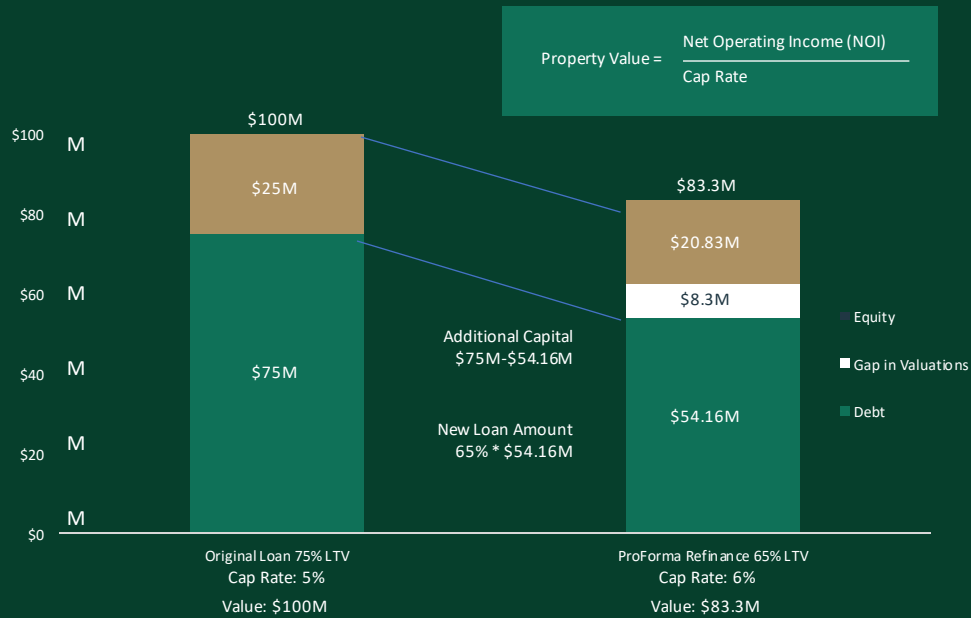 Property Value =
Net Operating Income (NOI)
Cap Rate
$100M
$100
M
$25M
$83.3M
$80
M
$20.83M
$60
M
$8.3M
Equity
Additional Capital
$75M-$54.16M
Gap in Valuations
$40
M
$75M
$54.16M
Debt
New Loan Amount
65% * $54.16M
M
$20
M
$0
Original Loan 75% LTV
Cap Rate: 5%
Value: $100M
ProForma Refinance 65% LTV
Cap Rate: 6%
Value: $83.3M